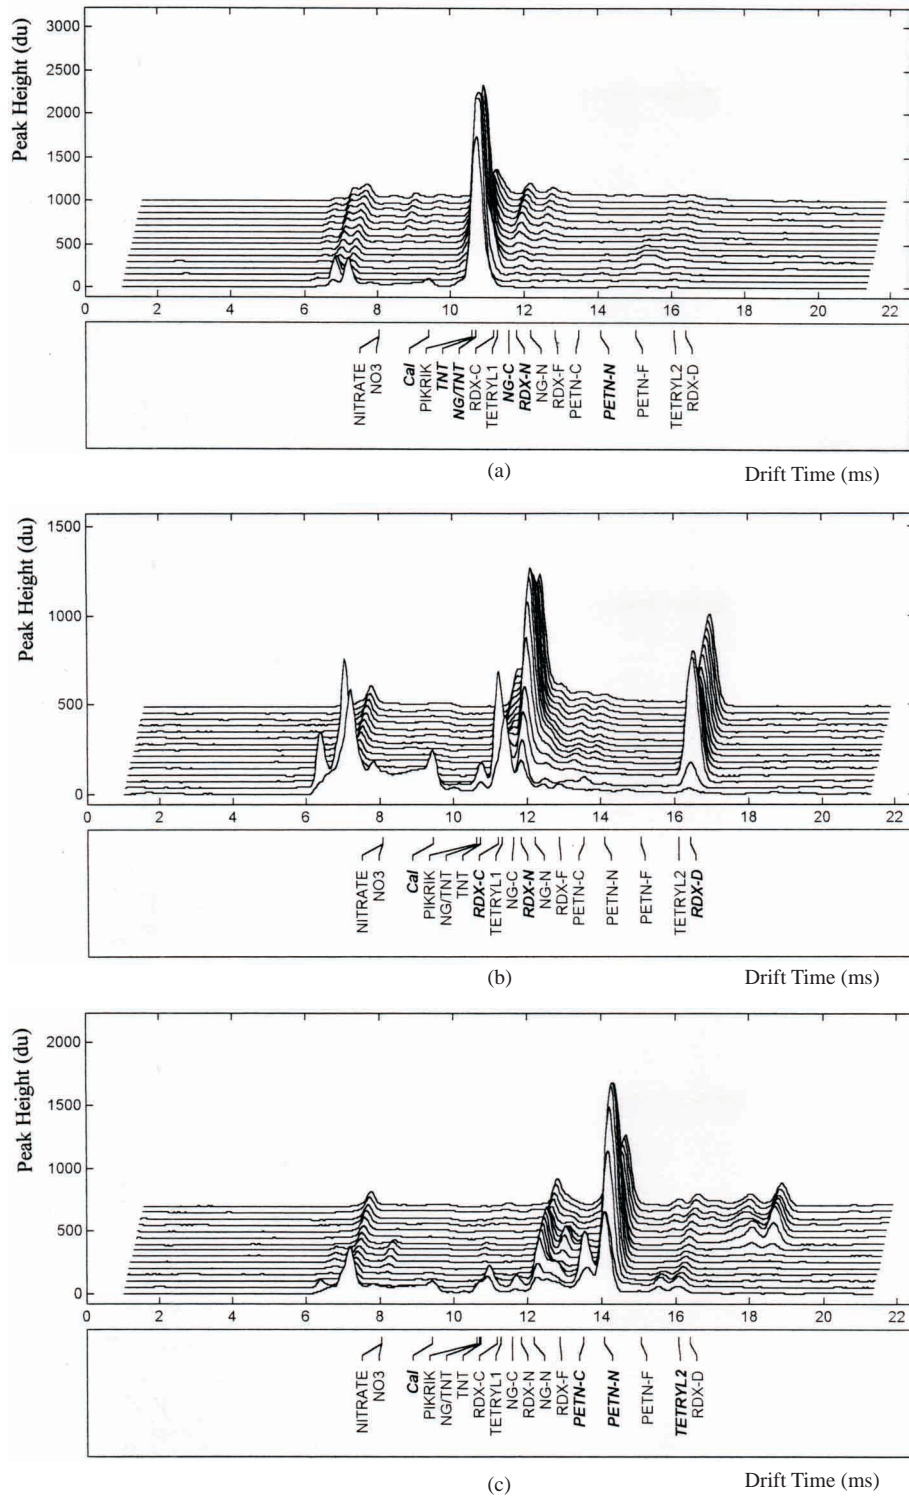 Peak Height (du)
3000
2500
2000
1500
1000
500
0
0 2 4 6 8 10 12 14 16 18 20 22
NITRATE
NO3
Cal
PIKRIK
TNT
NG/TNT
RDX-C
TETRYL1
NG-C
RDX-N
NG-N
RDX-F
PETN-C
PETN-N
PETN-F
TETRYL2
RDX-D
(a)
Drift Time (ms)
Peak Height (du)
1500
1000
500
0
0 2 4 6 8 10 12 14 16 18 20 22
NITRATE
NO3
Cal
PIKRIK
NG/TNT
TNT
RDX-C
TETRYL1
NG-C
RDX-N
NG-N
RDX-F
PETN-C
PETN-N
PETN-F
TETRYL2
RDX-D
(b)
Drift Time (ms)
Peak Height (du)
2000
1500
1000
500
0
0 2 4 6 8 10 12 14 16 18 20 22
NITRATE
NO3
Cal
PIKRIK
NG/TNT
TNT
RDX-C
TETRYL1
NG-C
RDX-N
NG-N
RDX-F
PETN-C
PETN-N
PETN-F
TETRYL2
RDX-D
(c)
Drift Time (ms)